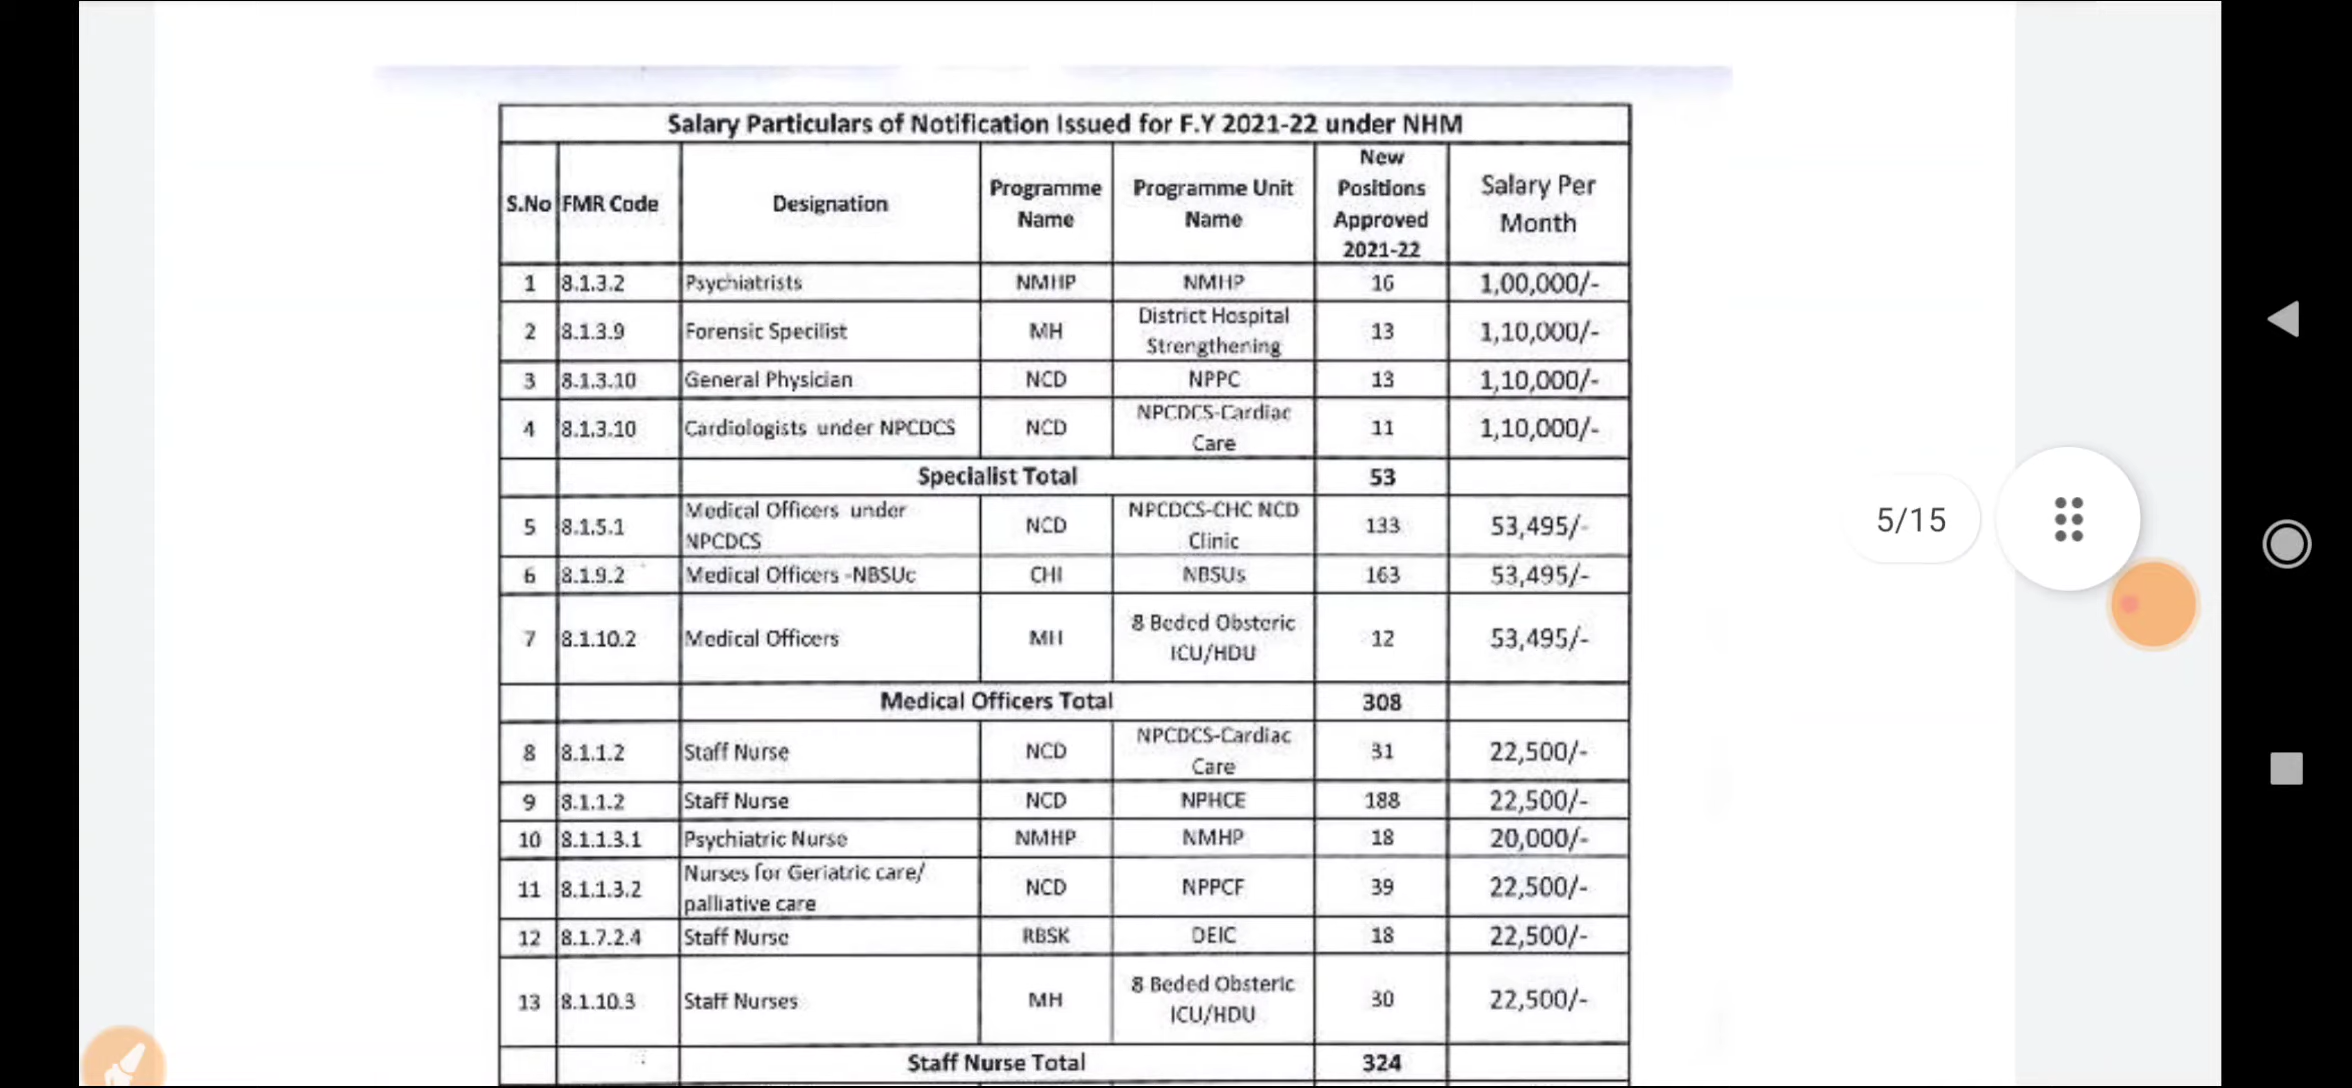 Salary Particulars of Notification Issued for F.Y 2021-22 under NHM
S.No FMR Code Designation Programme Name Programme Unit Name New Positions Approved 2021-22 Salary Per Month
1 8.1.3.2 Psychiatrists NMHP NMHP 16 1,00,000/-
2 8.1.3.9 Forensic Specilist MH District Hospital Strengthening 13 1,10,000/-
3 8.1.3.10 General Physician NCD NPPC 13 1,10,000/-
4 8.1.3.10 Cardiologists under NPCDCS NCD NPCDCS-Cardiac Care 11 1,10,000/-
Specialist Total 53
5 8.1.5.1 Medical Officers under NPCDCS NCD NPCDCS-CHC NCD Clinic 133 53,495/-
6 8.1.9.2 Medical Officers -NBSUc CHI NBSUs 163 53,495/-
7 8.1.10.2 Medical Officers MH 8 Beded Obsteric ICU/HDU 12 53,495/-
Medical Officers Total 308
8 8.1.1.2 Staff Nurse NCD NPCDCS-Cardiac Care 31 22,500/-
9 8.1.1.2 Staff Nurse NCD NPHCE 188 22,500/-
10 8.1.1.3.1 Psychiatric Nurse NMHP NMHP 18 20,000/-
11 8.1.1.3.2 Nurses for Geriatric care/ palliative care NCD NPPCF 39 22,500/-
12 8.1.7.2.4 Staff Nurse RBSK DEIC 18 22,500/-
13 8.1.10.3 Staff Nurses MH 8 Beded Obsteric ICU/HDU 30 22,500/-
Staff Nurse Total 324
5/15